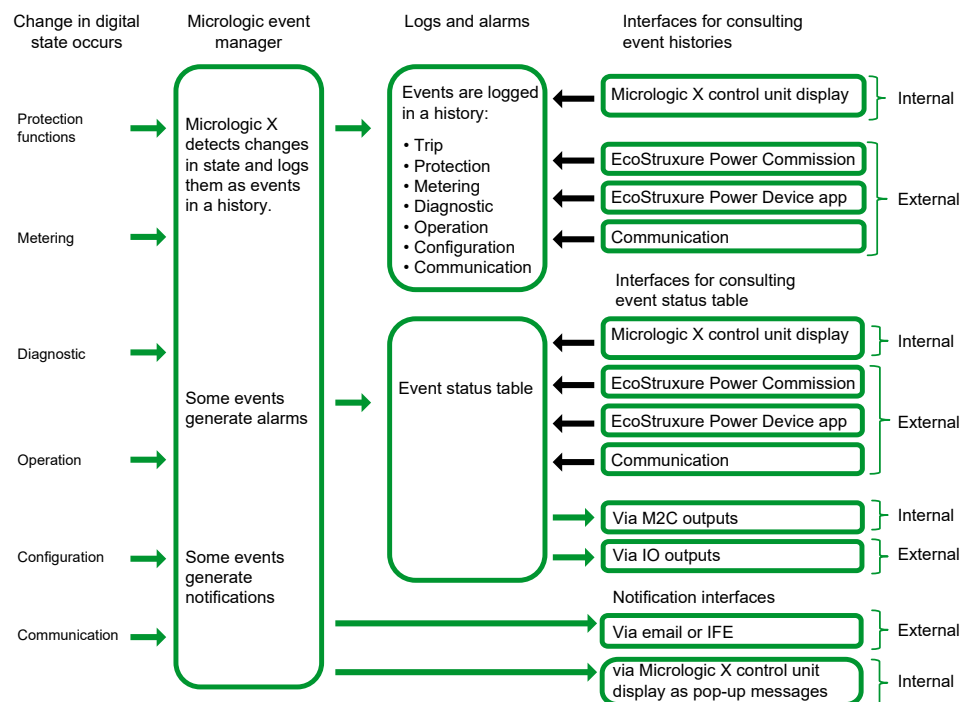 Change in digital
state occurs
Micrologic event
manager
Logs and alarms
Interfaces for consulting
event histories
Protection
functions
Metering
Diagnostic
Operation
Configuration
Communication
Micrologic X
detects changes
in state and logs
them as events
in a history.
Some events
generate alarms
Some events
generate
notifications
Events are logged
in a history:
• Trip
• Protection
• Metering
• Diagnostic
• Operation
• Configuration
• Communication
Event status table
Micrologic X control unit display
Internal
EcoStruxure Power Commission
EcoStruxure Power Device app
Communication
External
Interfaces for consulting
event status table
Micrologic X control unit display
Internal
EcoStruxure Power Commission
EcoStruxure Power Device app
Communication
External
Via M2C outputs
Internal
Via IO outputs
External
Notification interfaces
Via email or IFE
External
via Micrologic X control unit
display as pop-up messages
Internal